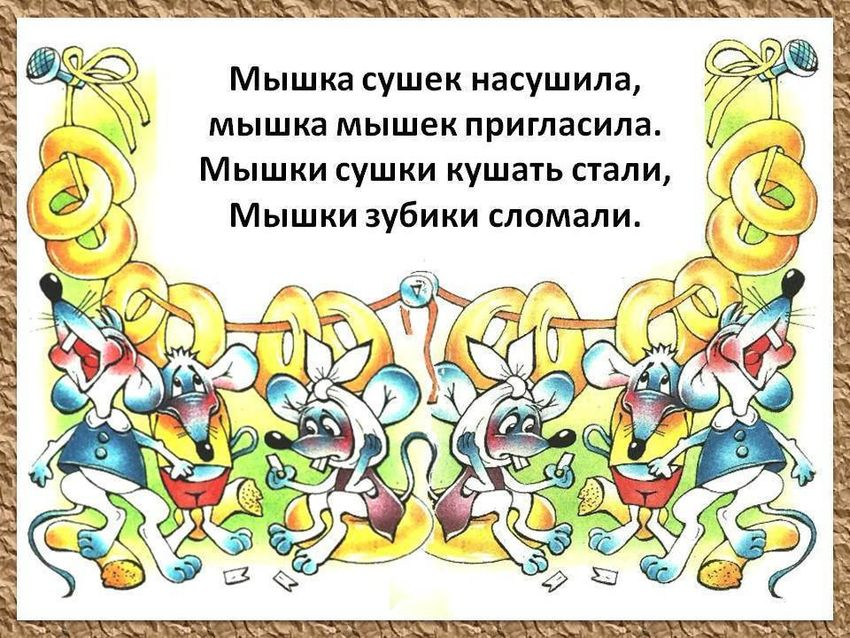 Мышка сушек насушила,
мышка мышек пригласила.
Мышки сушки кушать стали,
Мышки зубики сломали.